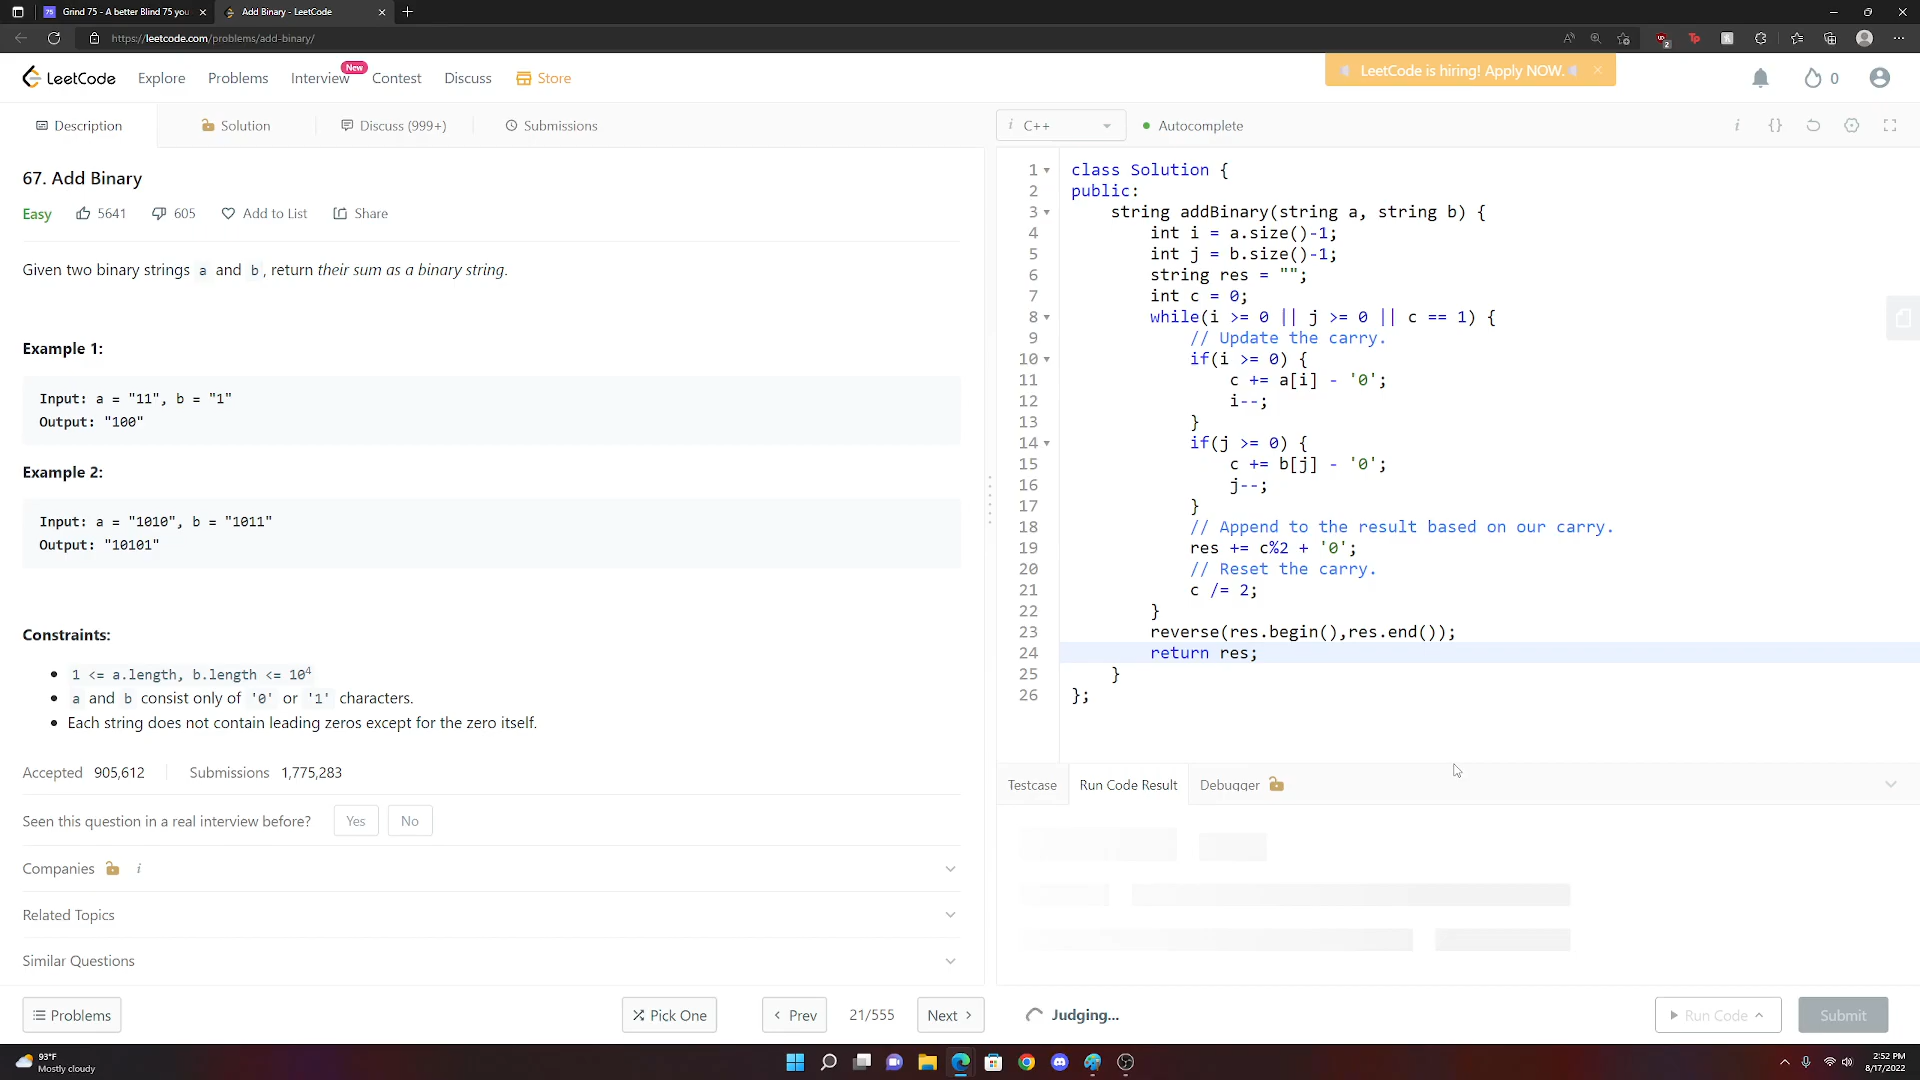 75 Grind 75 - A better Blind 75 you
Add Binary - LeetCode
https://leetcode.com/problems/add-binary/
LeetCode
Explore
Problems
Interview
New
Contest
Discuss
Store
LeetCode is hiring! Apply NOW.
0
Description
Solution
Discuss (999+)
Submissions
i C++
Autocomplete
67. Add Binary
Easy
5641
605
Add to List
Share
Given two binary strings a and b, return their sum as a binary string.
Example 1:
Input: a = "11", b = "1"
Output: "100"
Example 2:
Input: a = "1010", b = "1011"
Output: "10101"
Constraints:
1 <= a.length, b.length <= 10⁴
a and b consist only of '0' or '1' characters.
Each string does not contain leading zeros except for the zero itself.
Accepted 905,612
Submissions 1,775,283
Seen this question in a real interview before?
Yes
No
Companies
Related Topics
Similar Questions
Problems
Pick One
Prev
21/555
Next
1 class Solution {
2 public:
3 string addBinary(string a, string b) {
4 int i = a.size()-1;
5 int j = b.size()-1;
6 string res = "";
7 int c = 0;
8 while(i >= 0 || j >= 0 || c == 1) {
9 // Update the carry.
10 if(i >= 0) {
11 c += a[i] - '0';
12 i--;
13 }
14 if(j >= 0) {
15 c += b[j] - '0';
16 j--;
17 }
18 // Append to the result based on our carry.
19 res += c%2 + '0';
20 // Reset the carry.
21 c /= 2;
22 }
23 reverse(res.begin(),res.end());
24 return res;
25 }
26 };
Testcase
Run Code Result
Debugger
Judging...
Run Code
Submit
93°F
Mostly cloudy
2:52 PM
8/17/2022